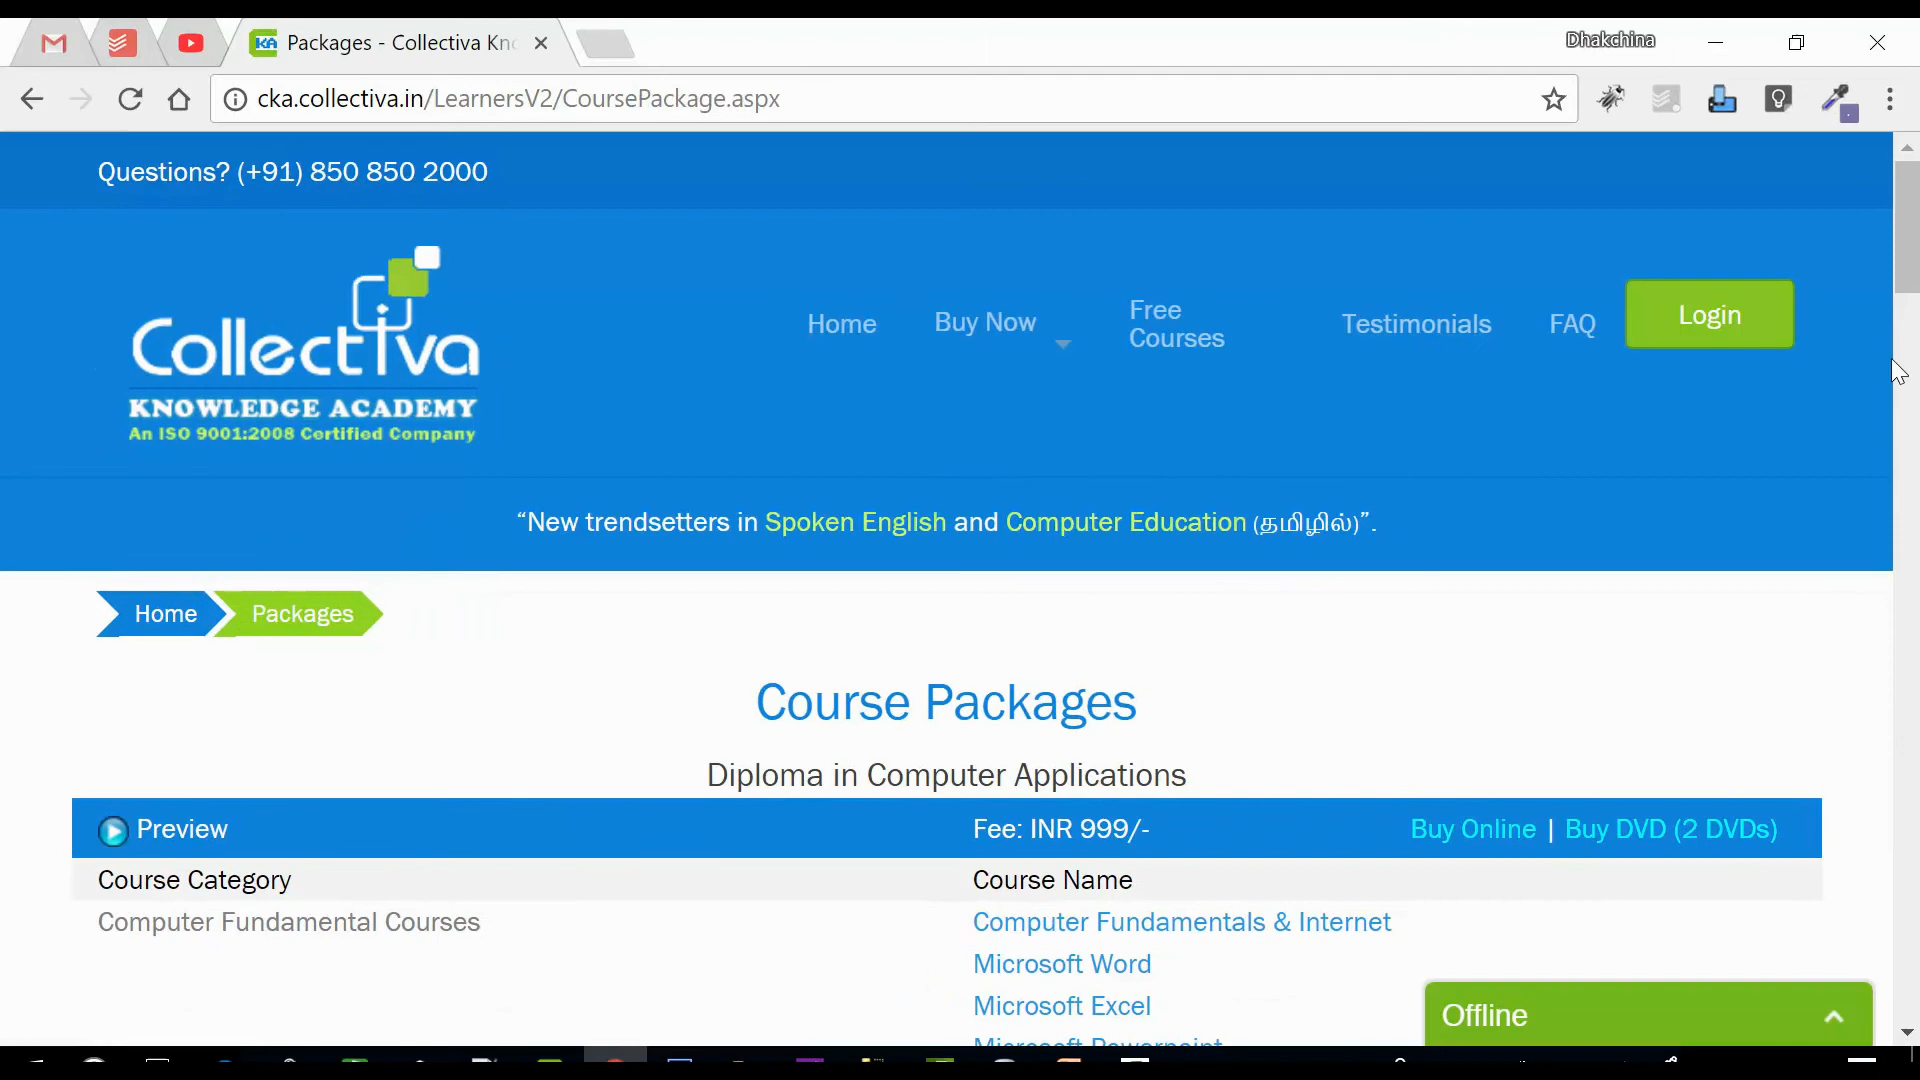 Packages - Collectiva Kno
Dhakchina
cka.collectiva.in/LearnersV2/CoursePackage.aspx
Questions? (+91) 850 850 2000
Collectiva
KNOWLEDGE ACADEMY
An ISO 9001:2008 Certified Company
Home
Buy Now
Free
Courses
Testimonials
FAQ
Login
“New trendsetters in Spoken English and Computer Education (தமிழில்)”.
Home
Packages
Course Packages
Diploma in Computer Applications
Preview
Fee: INR 999/-
Buy Online | Buy DVD (2 DVDs)
Course Category
Course Name
Computer Fundamental Courses
Computer Fundamentals & Internet
Microsoft Word
Microsoft Excel
Microsoft Powerpoint
Offline